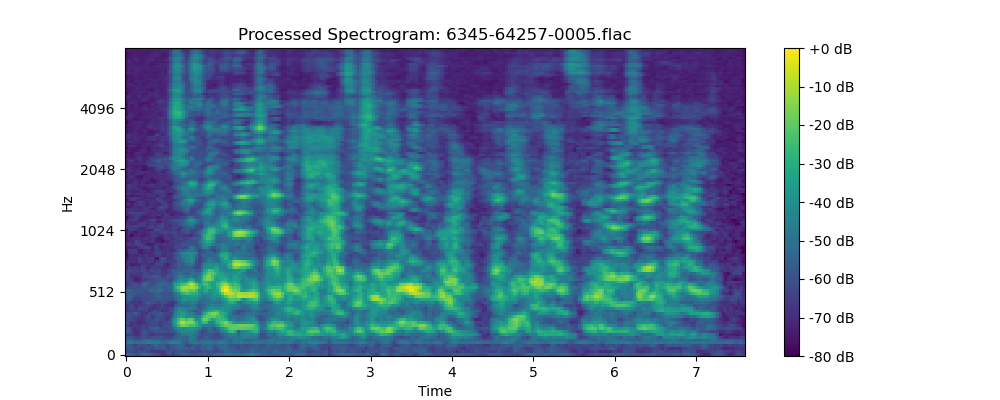 Processed Spectrogram: 6345-64257-0005.flac
Hz
4096
2048
1024
512
0
0 1 2 3 4 5 6 7
Time
+0 dB
-10 dB
-20 dB
-30 dB
-40 dB
-50 dB
-60 dB
-70 dB
-80 dB